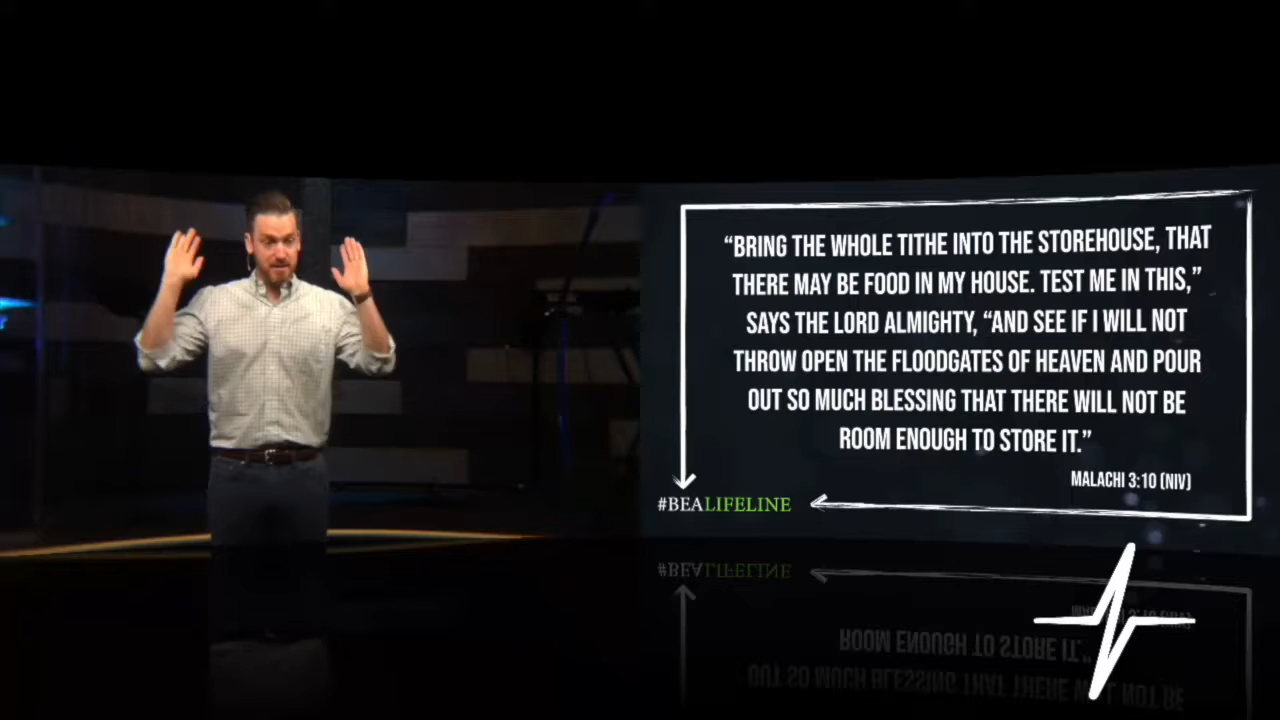 “BRING THE WHOLE TITHE INTO THE STOREHOUSE, THAT
THERE MAY BE FOOD IN MY HOUSE. TEST ME IN THIS,”
SAYS THE LORD ALMIGHTY, “AND SEE IF I WILL NOT
THROW OPEN THE FLOODGATES OF HEAVEN AND POUR
OUT SO MUCH BLESSING THAT THERE WILL NOT BE
ROOM ENOUGH TO STORE IT.”
MALACHI 3:10 (NIV)
#BEALIFELINE